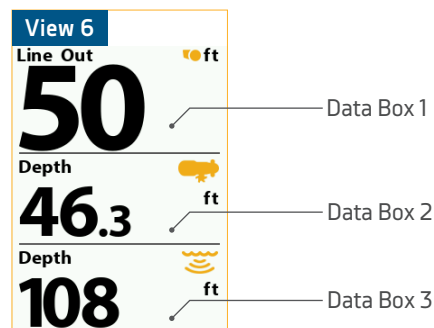 View 6
Line Out ft
50
Data Box 1
Depth
46.3 ft
Data Box 2
Depth
108 ft
Data Box 3